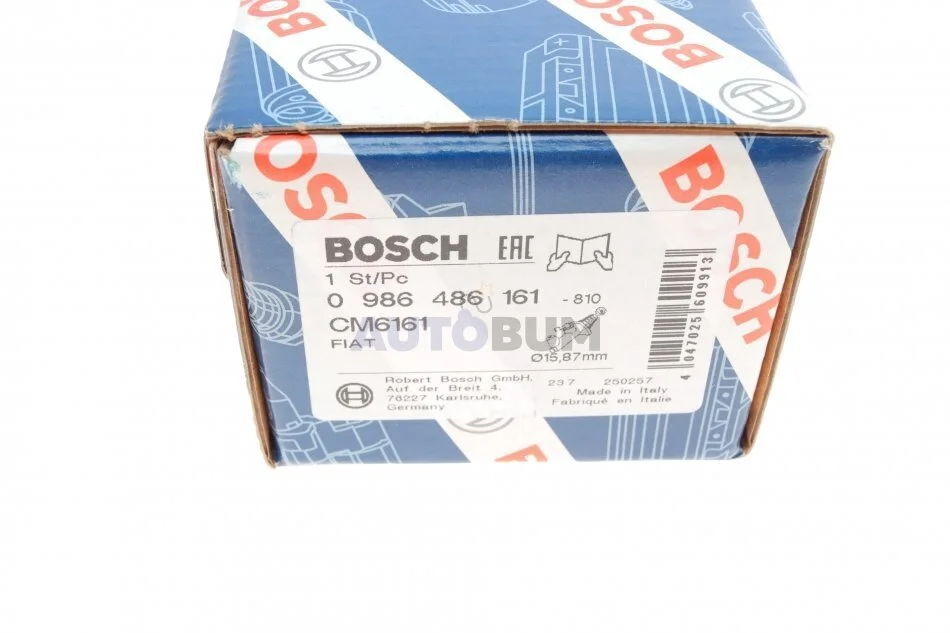 BOSCH
BOSCH
BOSCH
BOSCH
BOSCH EAC
1 St/Pc
0 986 486 161 -810
CM6161
AUTOBUM
FIAT
Ø15,87mm
4 047025 609913
Robert Bosch GmbH,
Auf der Breit 4,
76227 Karlsruhe,
Germany
237 250257
Made in Italy
Fabriqué en Italie